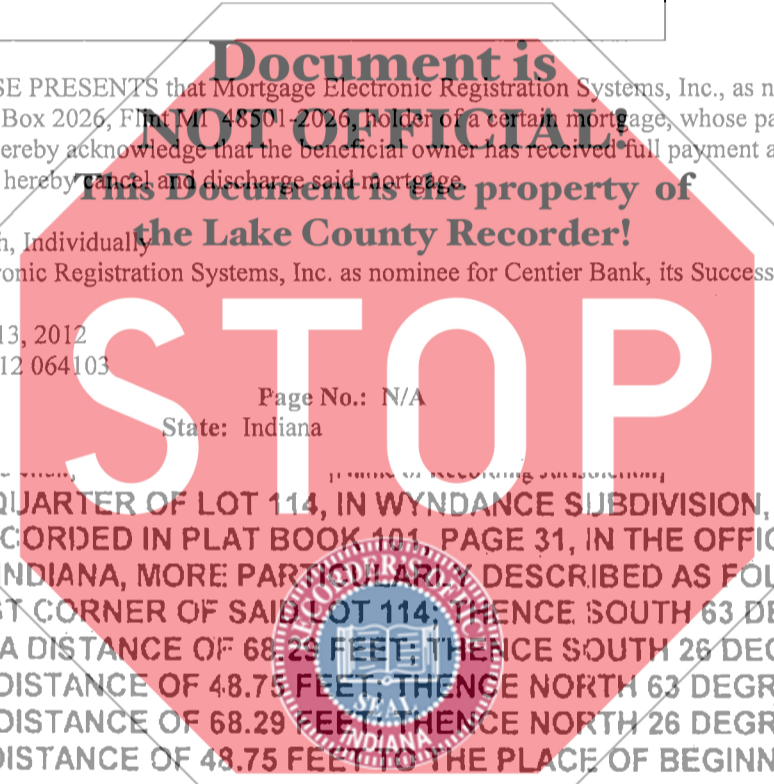 Document is
SE PRESENTS that Mortgage Electronic Registration Systems, Inc., as n
Box 2026, Flint MI 48501-2026, holder of a certain mortgage, whose pa
NOT OFFICIAL!
ereby acknowledge that the beneficial owner has received full payment a
hereby cancel and discharge said mortgage.
This Document is the property of
the Lake County Recorder!
h, Individually
onic Registration Systems, Inc. as nominee for Centier Bank, its Success
STOP
13, 2012
12 064103
Page No.: N/A
State: Indiana
QUARTER OF LOT 114, IN WYNDANCE SUBDIVISION,
CORDED IN PLAT BOOK 101, PAGE 31, IN THE OFFIC
INDIANA, MORE PARTICULARLY DESCRIBED AS FOL
ST CORNER OF SAID LOT 114; THENCE SOUTH 63 DE
A DISTANCE OF 68.29 FEET; THENCE SOUTH 26 DEG
DISTANCE OF 48.75 FEET; THENCE NORTH 63 DEGR
DISTANCE OF 68.29 FEET; THENCE NORTH 26 DEGR
DISTANCE OF 48.75 FEET TO THE PLACE OF BEGINN
RECORDER'S OFFICE
SEAL
INDIANA